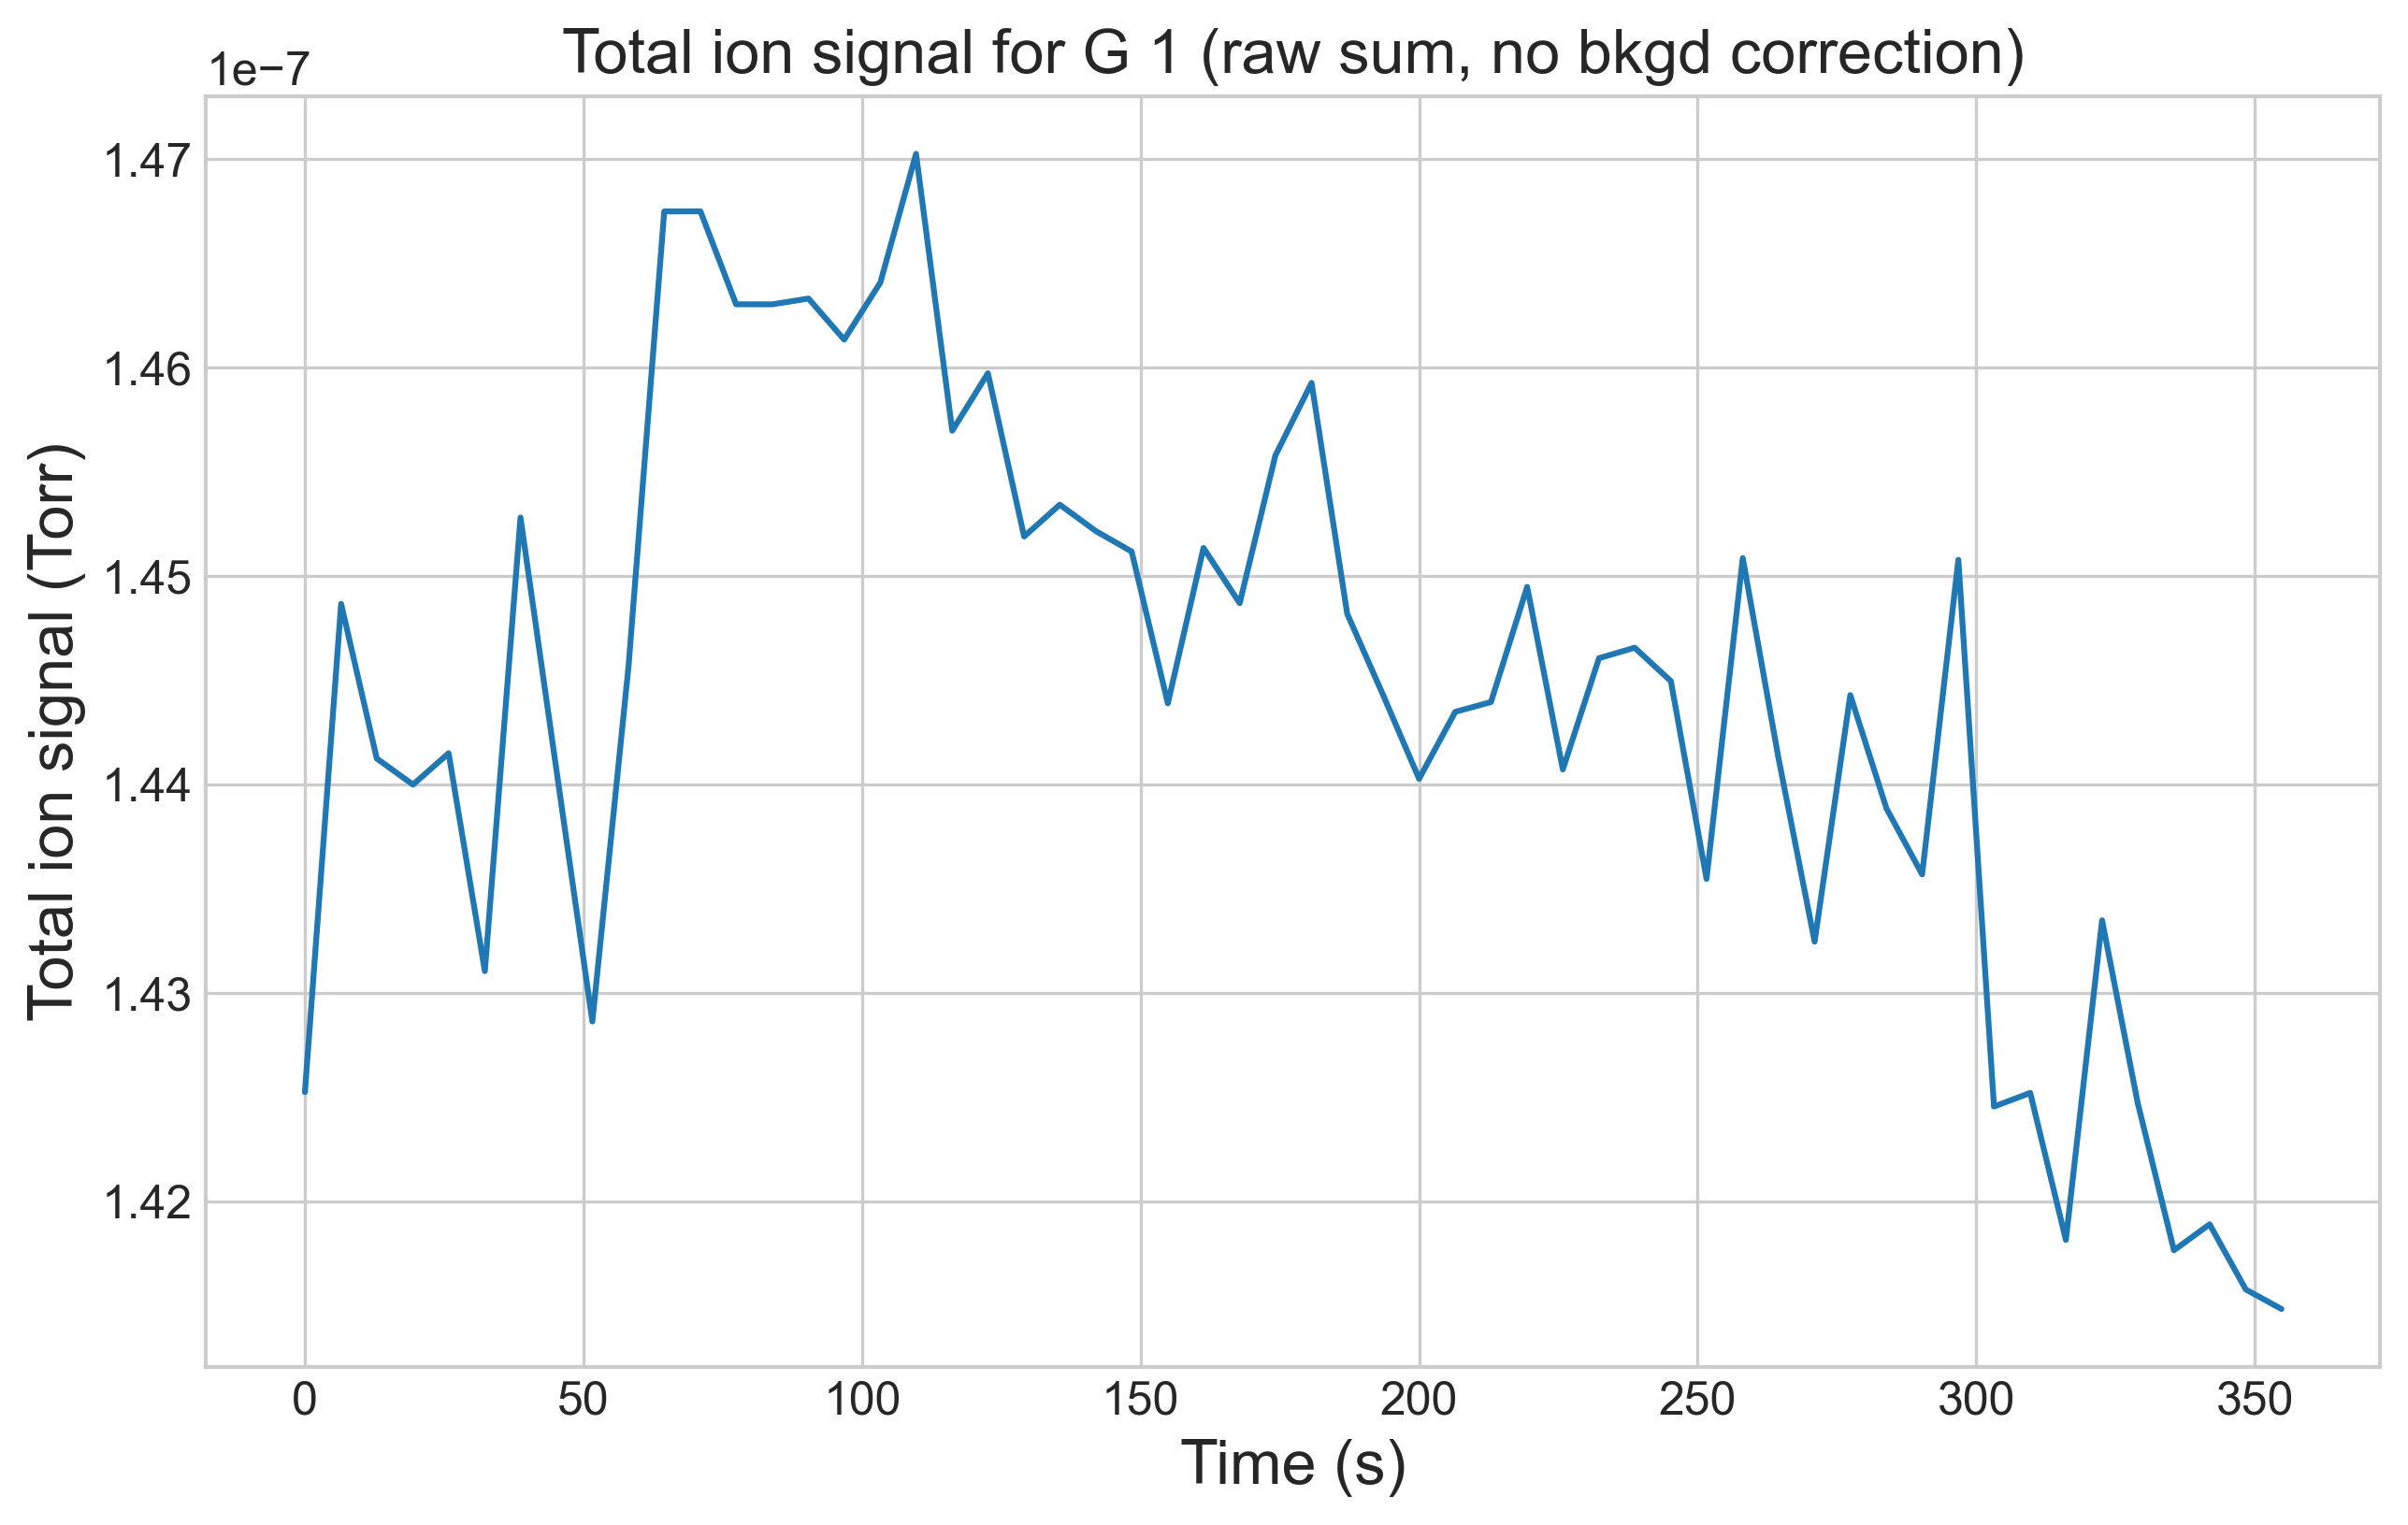 Total ion signal for G 1 (raw sum, no bkgd correction)
1e−7
1.47
1.46
1.45
1.44
1.43
1.42
Total ion signal (Torr)
0 50 100 150 200 250 300 350
Time (s)